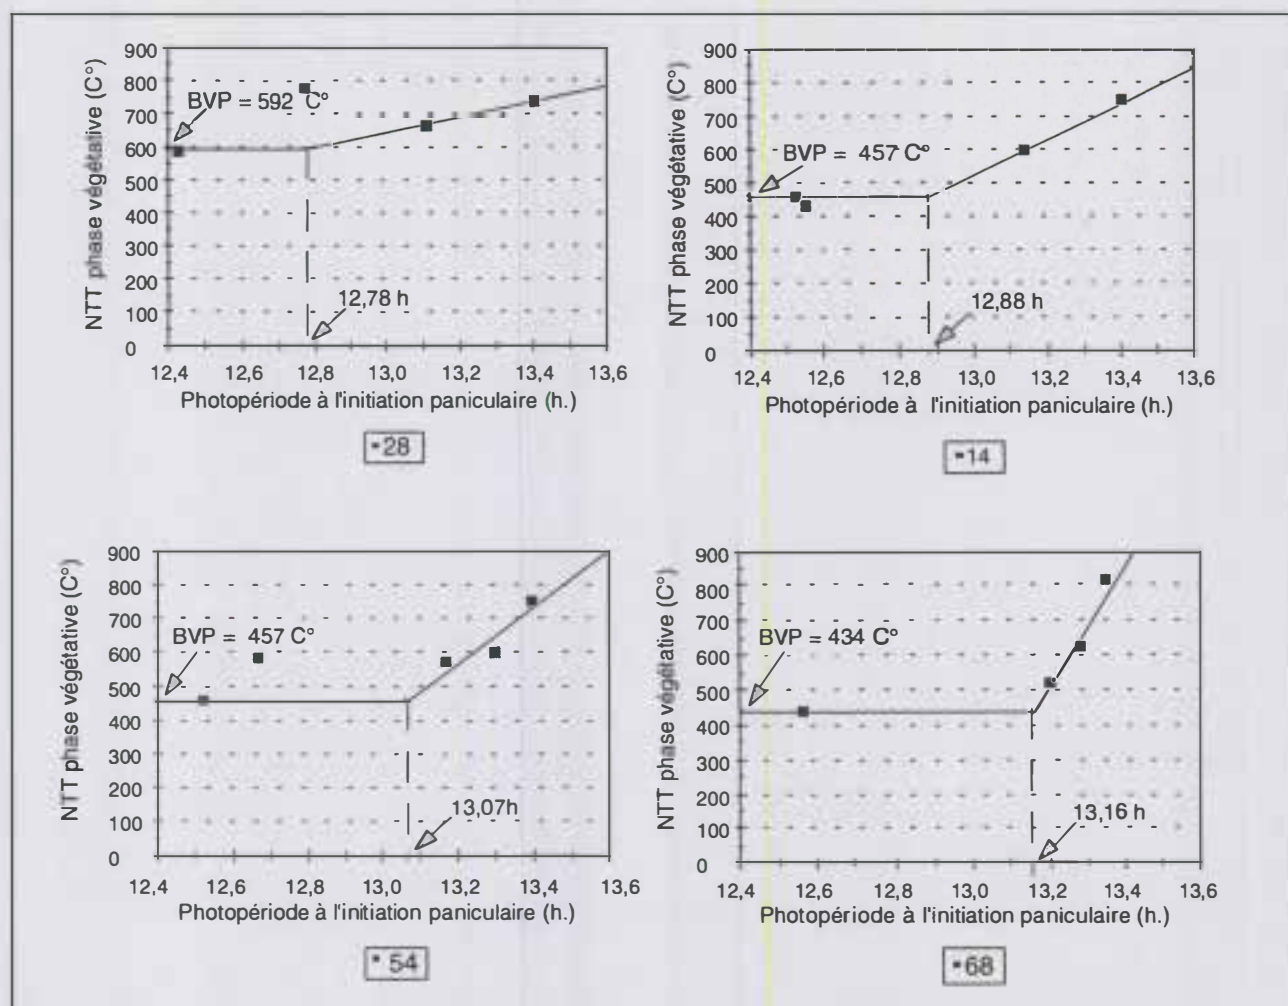 NTT phase végétative (C°)
900
800
700
600
500
400
300
200
100
0
BVP = 592 C°
12,78 h
12,4 12,6 12,8 13,0 13,2 13,4 13,6
Photopériode à l'initiation paniculaire (h.)
28
NTT phase végétative (C°)
900
800
700
600
500
400
300
200
100
0
BVP = 457 C°
12,88 h
12,4 12,6 12,8 13,0 13,2 13,4 13,6
Photopériode à l'initiation paniculaire (h.)
14
NTT phase végétative (C°)
900
800
700
600
500
400
300
200
100
0
BVP = 457 C°
13,07h
12,4 12,6 12,8 13,0 13,2 13,4 13,6
Photopériode à l'initiation paniculaire (h.)
54
NTT phase végétative (C°)
900
800
700
600
500
400
300
200
100
0
BVP = 434 C°
13,16 h
12,4 12,6 12,8 13,0 13,2 13,4 13,6
Photopériode à l'initiation paniculaire (h.)
68